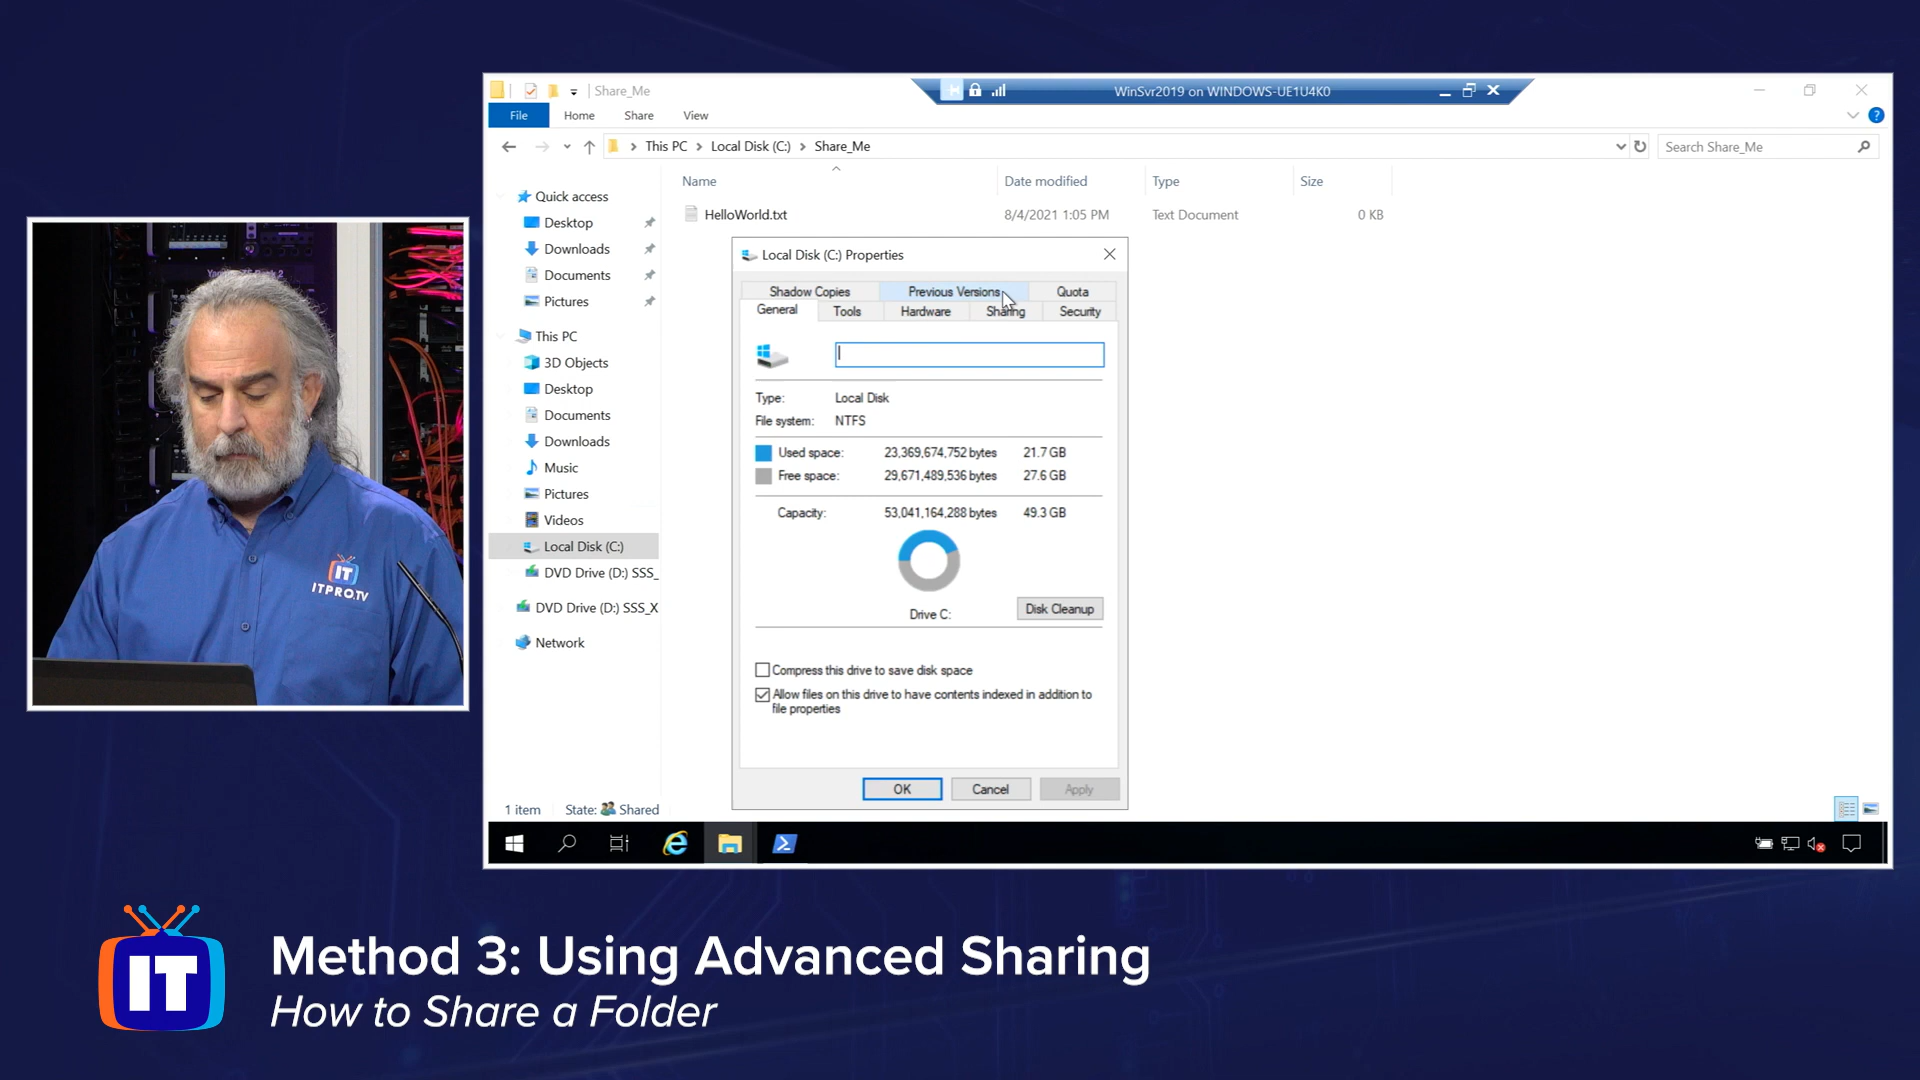 Share_Me
WinSvr2019 on WINDOWS-UE1U4K0
File Home Share View
This PC > Local Disk (C:) > Share_Me
Search Share_Me
Name Date modified Type Size
HelloWorld.txt 8/4/2021 1:05 PM Text Document 0 KB
Quick access
Desktop
Downloads
Documents
Pictures
This PC
3D Objects
Desktop
Documents
Downloads
Music
Pictures
Videos
Local Disk (C:)
DVD Drive (D:) SSS_
DVD Drive (D:) SSS_X
Network
1 item State: Shared
Local Disk (C:) Properties
Shadow Copies Previous Versions Quota
General Tools Hardware Sharing Security
Type: Local Disk
File system: NTFS
Used space: 23,369,674,752 bytes 21.7 GB
Free space: 29,671,489,536 bytes 27.6 GB
Capacity: 53,041,164,288 bytes 49.3 GB
Drive C:
Disk Cleanup
Compress this drive to save disk space
Allow files on this drive to have contents indexed in addition to
file properties
OK Cancel Apply
IT
ITPRO.TV
IT
Method 3: Using Advanced Sharing
How to Share a Folder